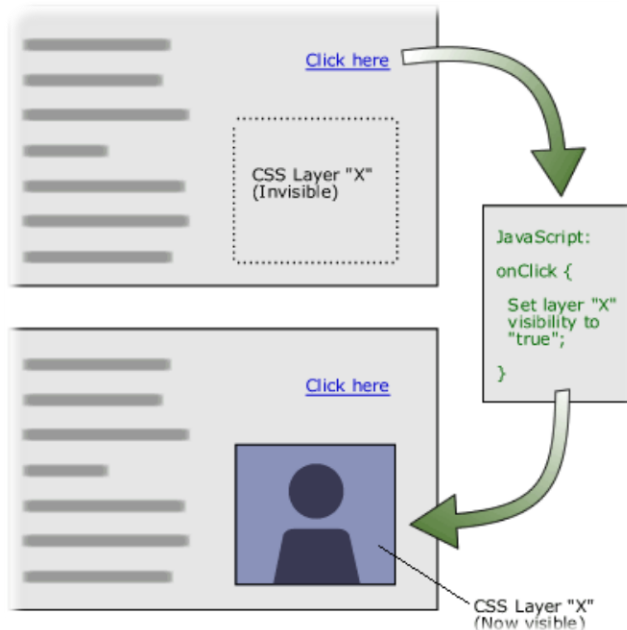 Click here
CSS Layer "X"
(Invisible)
JavaScript:
onClick {
Set layer "X"
visibility to
"true";
}
Click here
CSS Layer "X"
(Now visible)